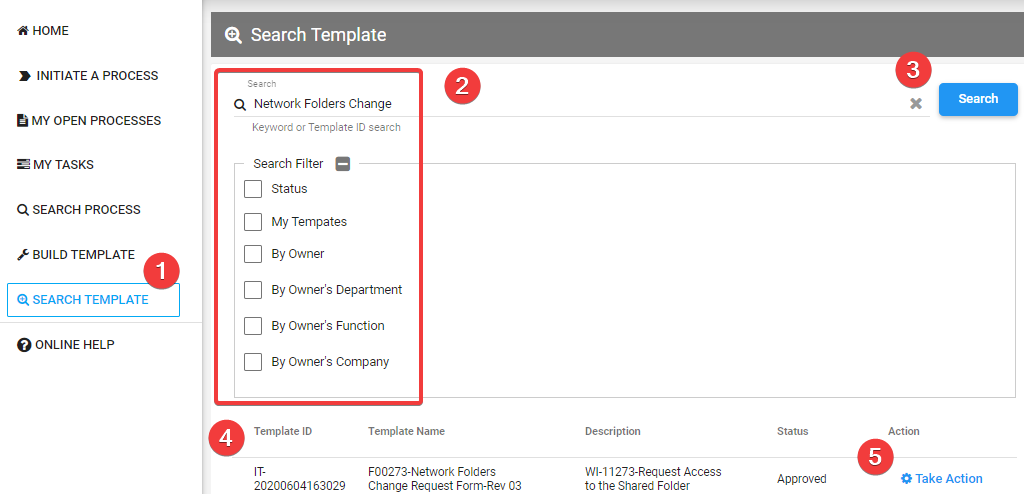 HOME
INITIATE A PROCESS
MY OPEN PROCESSES
MY TASKS
SEARCH PROCESS
BUILD TEMPLATE
1
SEARCH TEMPLATE
ONLINE HELP
Search Template
2
3
Search
Network Folders Change
Search
Keyword or Template ID search
Search Filter
Status
My Tempates
By Owner
By Owner's Department
By Owner's Function
By Owner's Company
4
Template ID Template Name Description Status Action
5
IT-
20200604163029
F00273-Network Folders
Change Request Form-Rev 03
WI-11273-Request Access
to the Shared Folder
Approved
Take Action